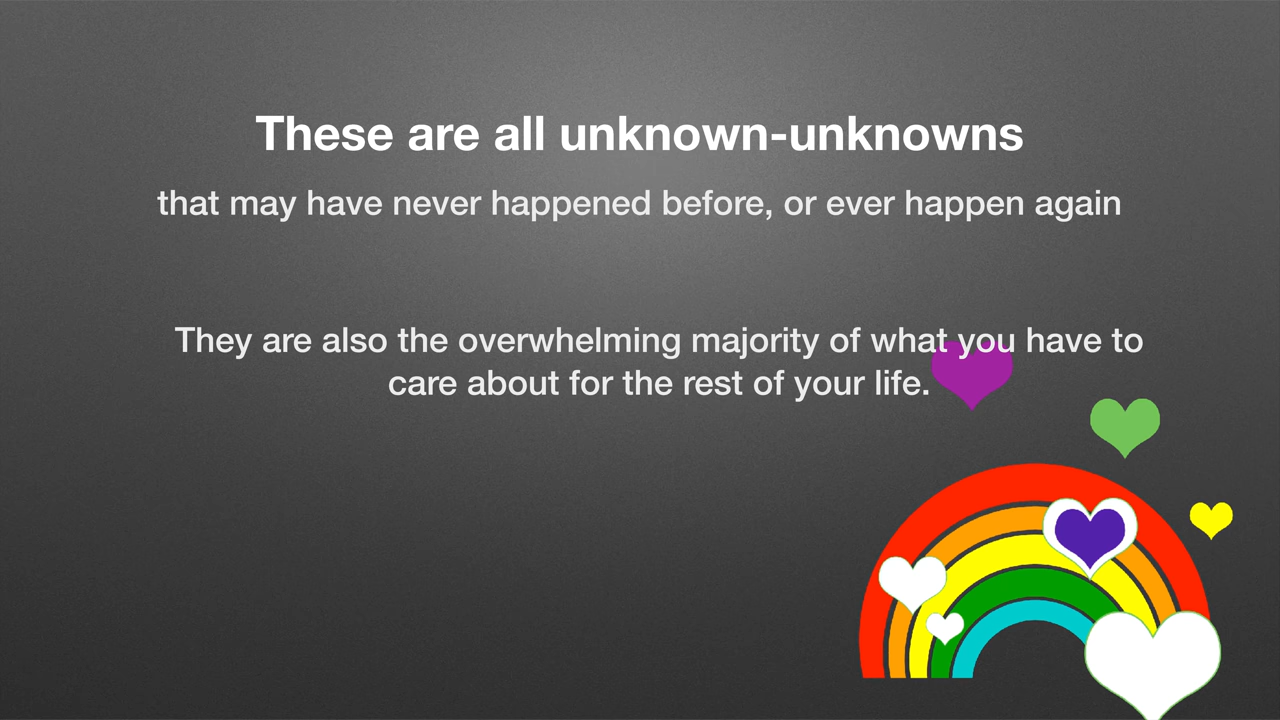 These are all unknown-unknowns
that may have never happened before, or ever happen again
They are also the overwhelming majority of what you have to
care about for the rest of your life.